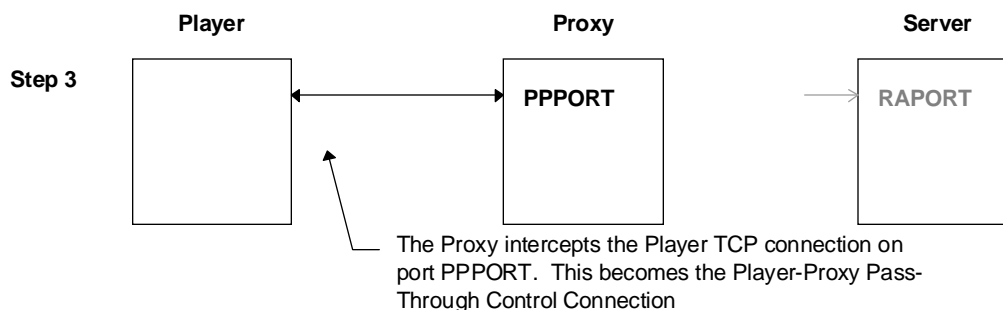 Player Proxy Server
Step 3
PPPORT RAPORT
The Proxy intercepts the Player TCP connection on
port PPPORT. This becomes the Player-Proxy Pass-
Through Control Connection